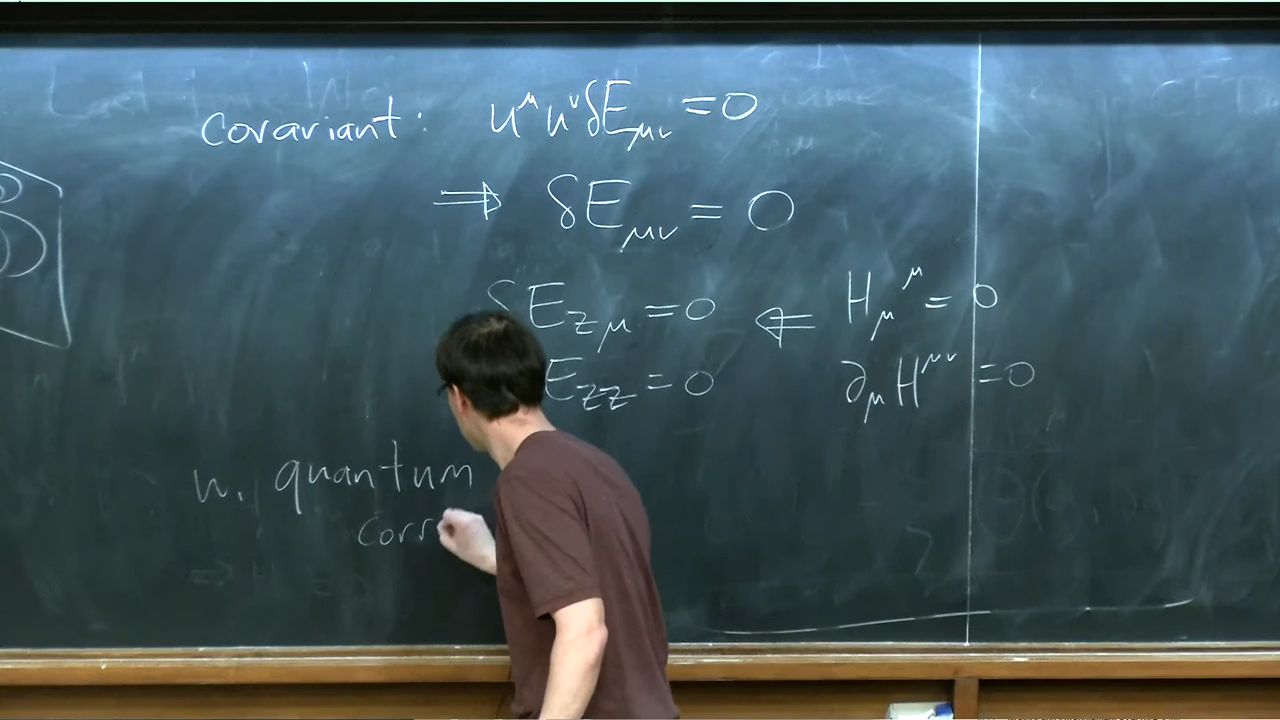 covariant: u^μ u^ν δE_μν = 0
⇒ δE_μν = 0
δE_zμ = 0 ⇐ H_μ^μ = 0
E_zz = 0 ∂_μ H^μν = 0
w. quantum
corr